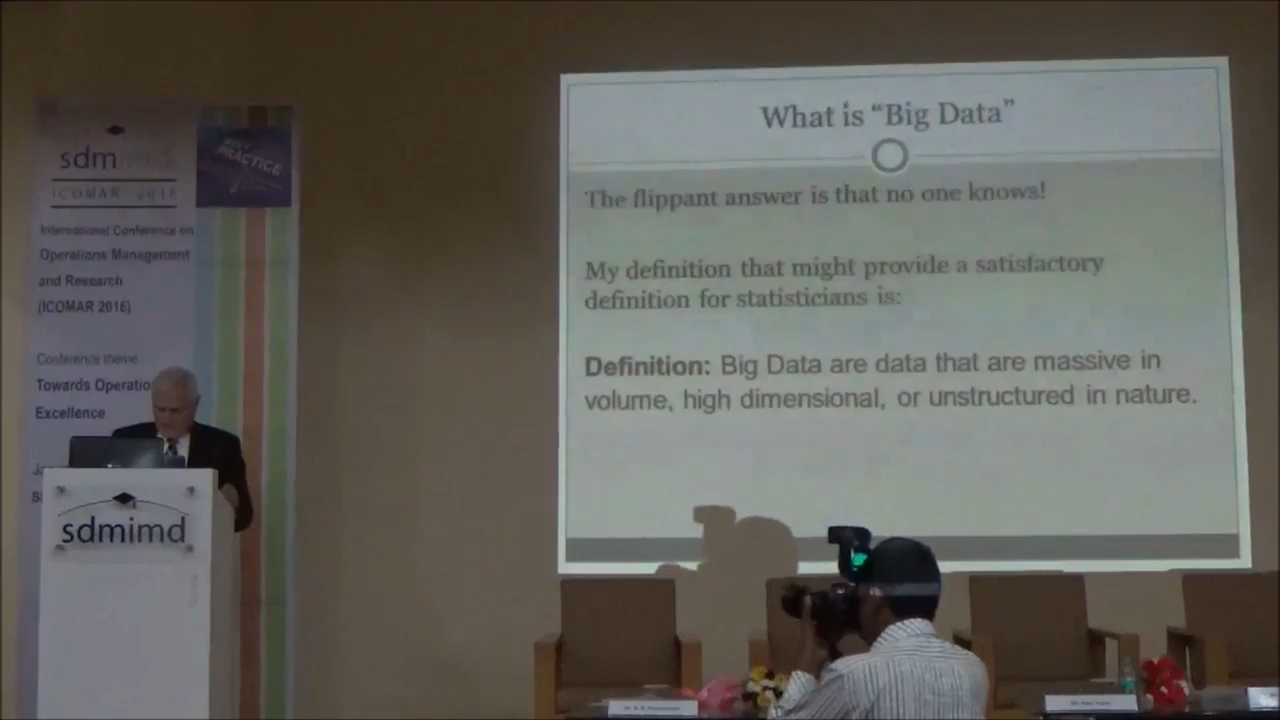 sdmimd
ICOMAR 2016
BEST
PRACTICE
International Conference on
Operations Management
and Research
(ICOMAR 2016)
Conference theme
Towards Operatio
Excellence
sdmimd
What is “Big Data”
The flippant answer is that no one knows!
My definition that might provide a satisfactory
definition for statisticians is:
Definition: Big Data are data that are massive in
volume, high dimensional, or unstructured in nature.